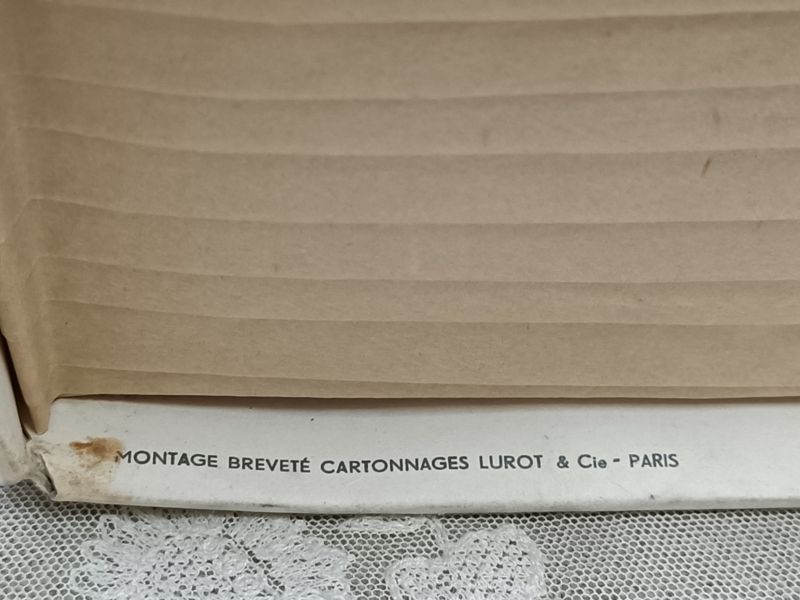 MONTAGE BREVETÉ CARTONNAGES LUROT & Cie - PARIS